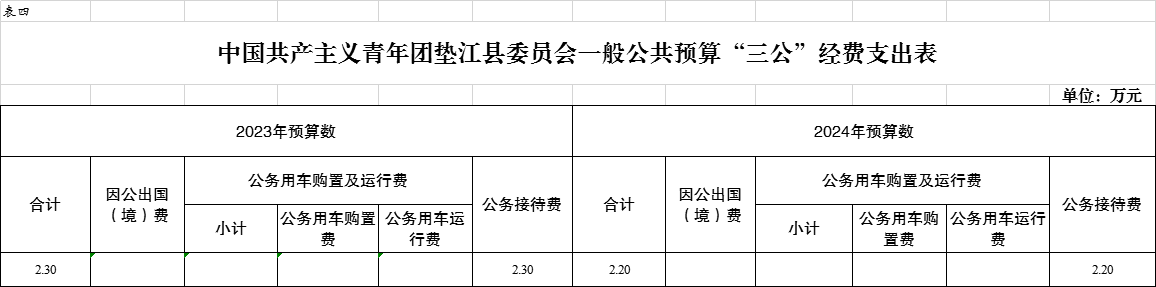 表四
中国共产主义青年团垫江县委员会一般公共预算“三公”经费支出表
单位：万元
2023年预算数 2024年预算数
合计 因公出国（境）费 公务用车购置及运行费 公务接待费 合计 因公出国（境）费 公务用车购置及运行费 公务接待费
小计 公务用车购置费 公务用车运行费 小计 公务用车购置费 公务用车运行费
2.30 2.30 2.20 2.20